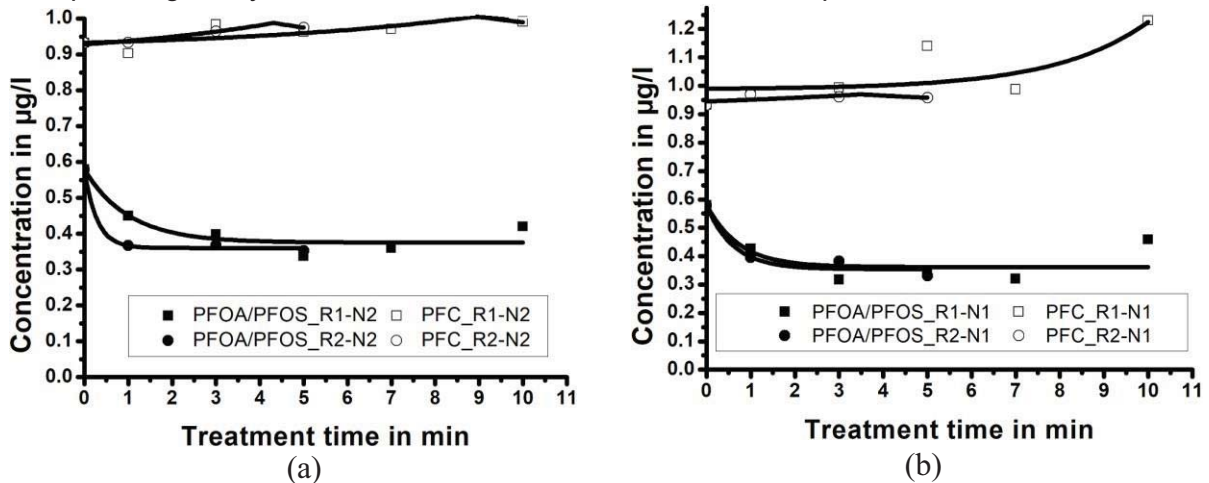 1.0
0.9
0.8
0.7
0.6
0.5
0.4
0.3
0.2
0.1
0.0
Concentration in µg/l
PFOA/PFOS_R1-N2 PFC_R1-N2
PFOA/PFOS_R2-N2 PFC_R2-N2
0 1 2 3 4 5 6 7 8 9 10 11
Treatment time in min
(a)
1.2
1.1
1.0
0.9
0.8
0.7
0.6
0.5
0.4
0.3
0.2
0.1
0.0
Concentration in µg/l
PFOA/PFOS_R1-N1 PFC_R1-N1
PFOA/PFOS_R2-N1 PFC_R2-N1
0 1 2 3 4 5 6 7 8 9 10 11
Treatment time in min
(b)